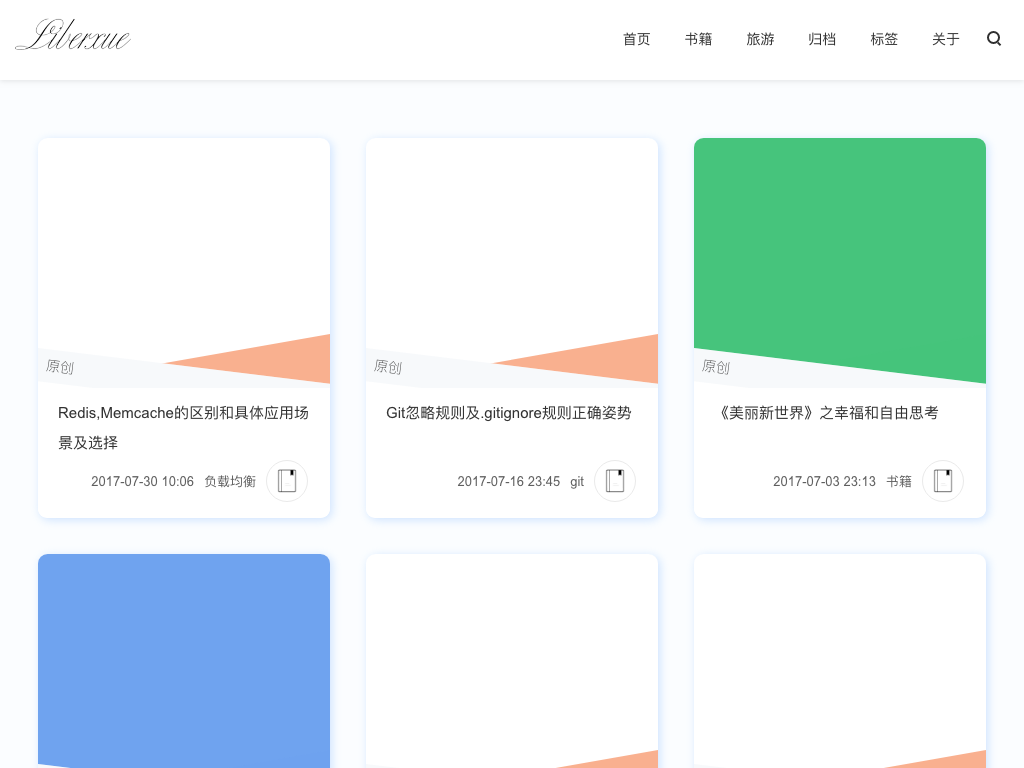 Liberxue
首页 书籍 旅游 归档 标签 关于
原创
Redis,Memcache的区别和具体应用场
景及选择
2017-07-30 10:06 负载均衡
原创
Git忽略规则及.gitignore规则正确姿势
2017-07-16 23:45 git
原创
《美丽新世界》之幸福和自由思考
2017-07-03 23:13 书籍